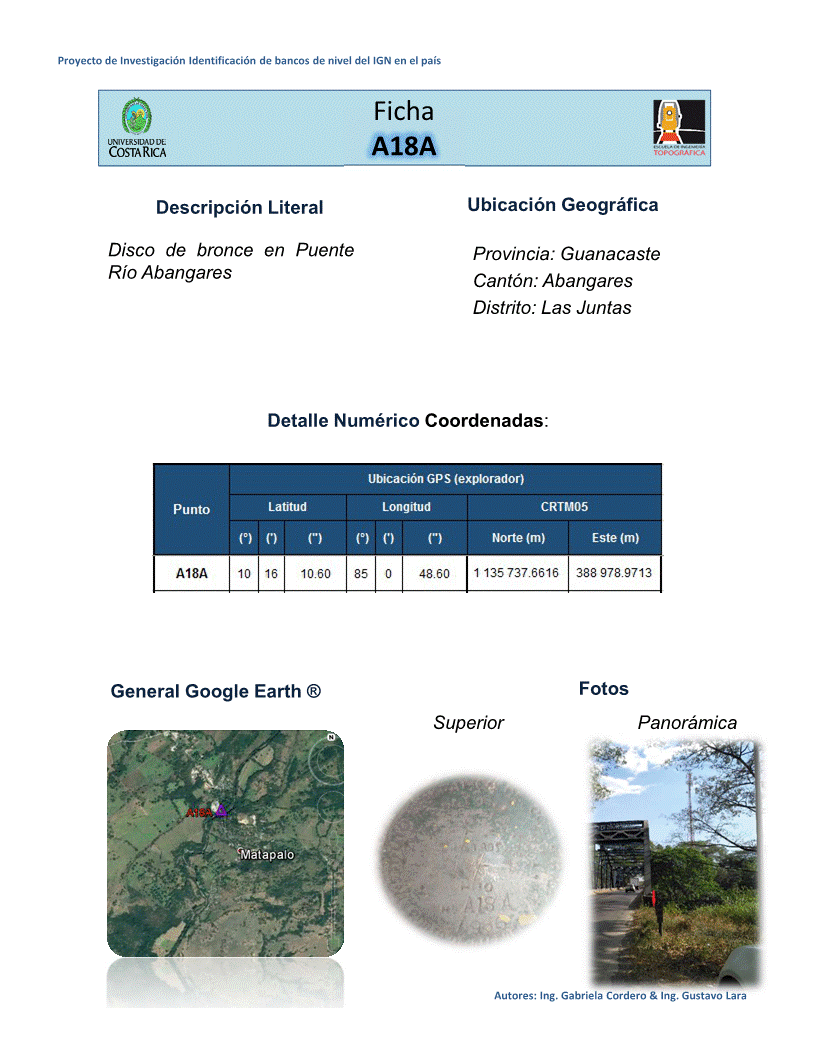 Proyecto de Investigación Identificación de bancos de nivel del IGN en el país
Ficha
A18A
UNIVERSIDAD DE
COSTA RICA
ESCUELA DE INGENIERÍA
TOPOGRÁFICA
Descripción Literal
Disco de bronce en Puente
Río Abangares
Ubicación Geográfica
Provincia: Guanacaste
Cantón: Abangares
Distrito: Las Juntas
Detalle Numérico Coordenadas:
Punto
Ubicación GPS (explorador)
Latitud Longitud CRTM05
(°) (') (") (°) (') (") Norte (m) Este (m)
A18A 10 16 10.60 85 0 48.60 1 135 737.6616 388 978.9713
General Google Earth ®
N
A18A
Matapalo
Fotos
Superior
Panorámica
A18A
Autores: Ing. Gabriela Cordero & Ing. Gustavo Lara